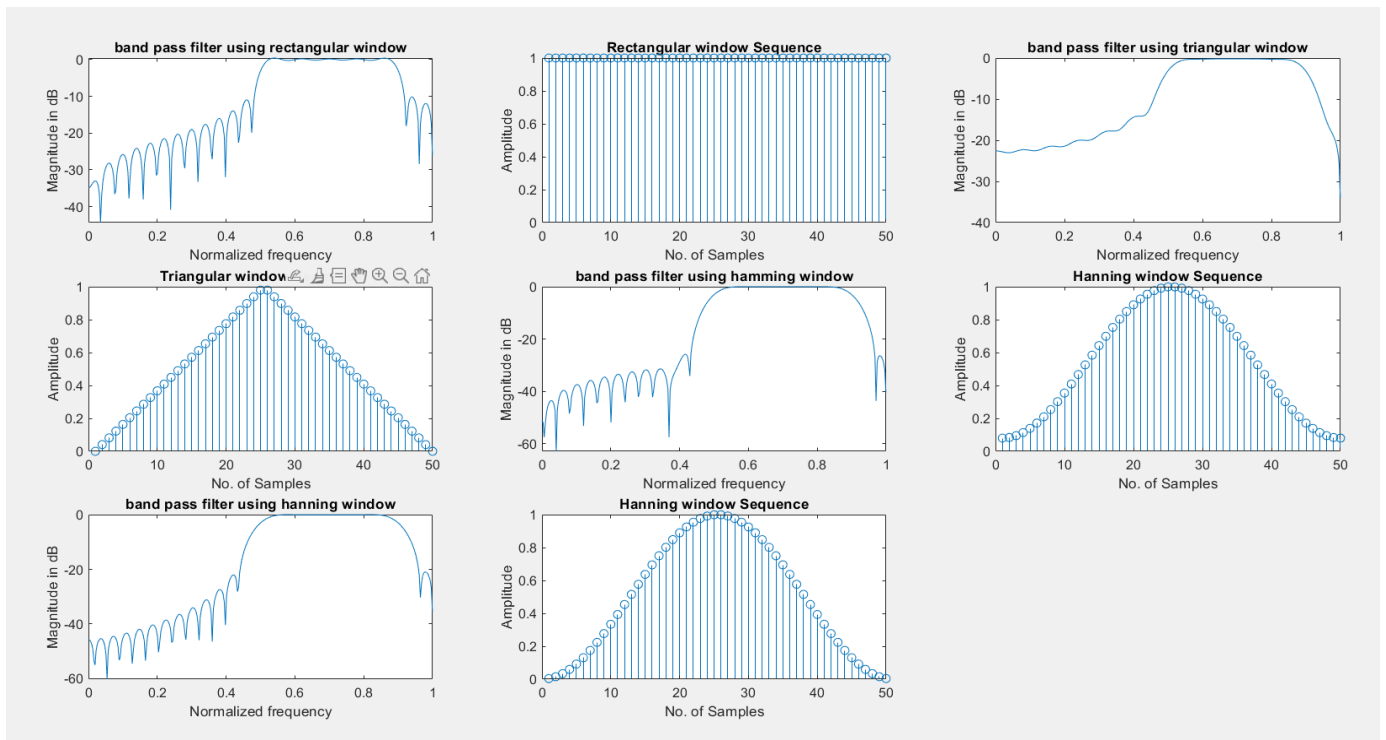 band pass filter using rectangular window
Magnitude in dB
0
-10
-20
-30
-40
0 0.2 0.4 0.6 0.8 1
Normalized frequency
Rectangular window Sequence
Amplitude
1
0.8
0.6
0.4
0.2
0
0 10 20 30 40 50
No. of Samples
band pass filter using triangular window
Magnitude in dB
0
-10
-20
-30
-40
0 0.2 0.4 0.6 0.8 1
Normalized frequency
Triangular window
Amplitude
1
0.8
0.6
0.4
0.2
0
0 10 20 30 40 50
No. of Samples
band pass filter using hamming window
Magnitude in dB
0
-20
-40
-60
0 0.2 0.4 0.6 0.8 1
Normalized frequency
Hanning window Sequence
Amplitude
1
0.8
0.6
0.4
0.2
0
0 10 20 30 40 50
No. of Samples
band pass filter using hanning window
Magnitude in dB
0
-20
-40
-60
0 0.2 0.4 0.6 0.8 1
Normalized frequency
Hanning window Sequence
Amplitude
1
0.8
0.6
0.4
0.2
0
0 10 20 30 40 50
No. of Samples